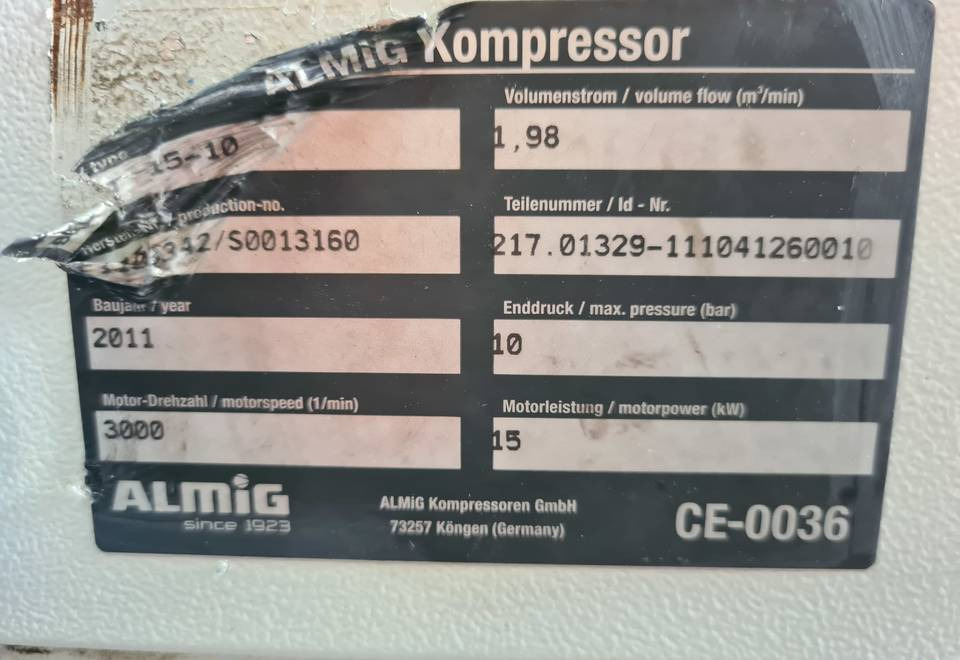 ALMiG Kompressor
Volumenstrom / volume flow (m³/min)
15-10
1,98
production-no.
Teilenummer / Id - Nr.
/S0013160
217.01329-111041260010
Baujahr / year
Enddruck / max. pressure (bar)
2011
10
Motor-Drehzahl / motorspeed (1/min)
Motorleistung / motorpower (kW)
3000
15
ALMiG
since 1923
ALMiG Kompressoren GmbH
73257 Köngen (Germany)
CE-0036